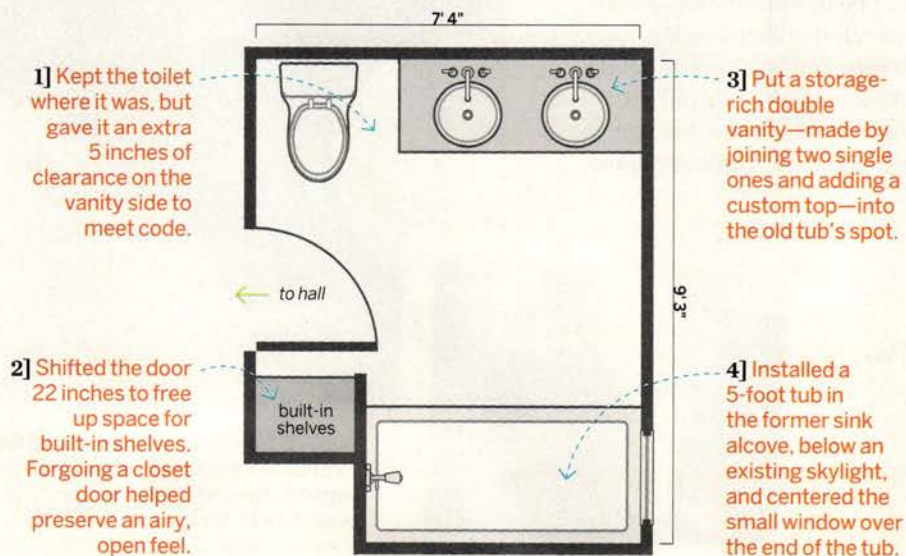 7' 4"
1] Kept the toilet
where it was, but
gave it an extra
5 inches of
clearance on the
vanity side to
meet code.
3] Put a storage-
rich double
vanity—made by
joining two single
ones and adding a
custom top—into
the old tub's spot.
to hall
9' 3"
2] Shifted the door
22 inches to free
up space for
built-in shelves.
Forgoing a closet
door helped
preserve an airy,
open feel.
built-in
shelves
4] Installed a
5-foot tub in
the former sink
alcove, below an
existing skylight,
and centered the
small window over
the end of the tub.